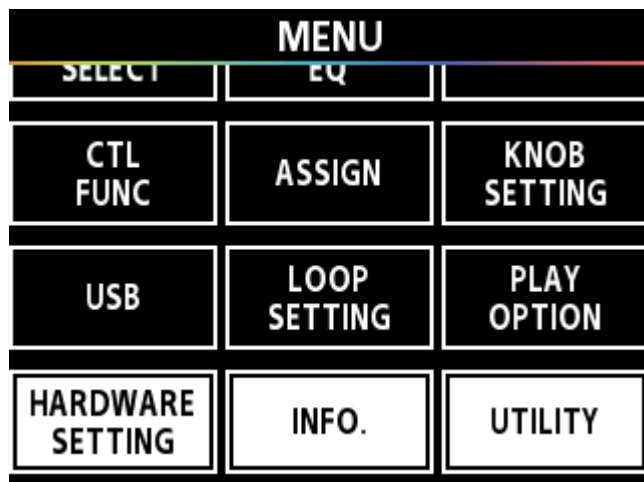 MENU
SELECT
EQ
CTL
FUNC
ASSIGN
KNOB
SETTING
USB
LOOP
SETTING
PLAY
OPTION
HARDWARE
SETTING
INFO.
UTILITY